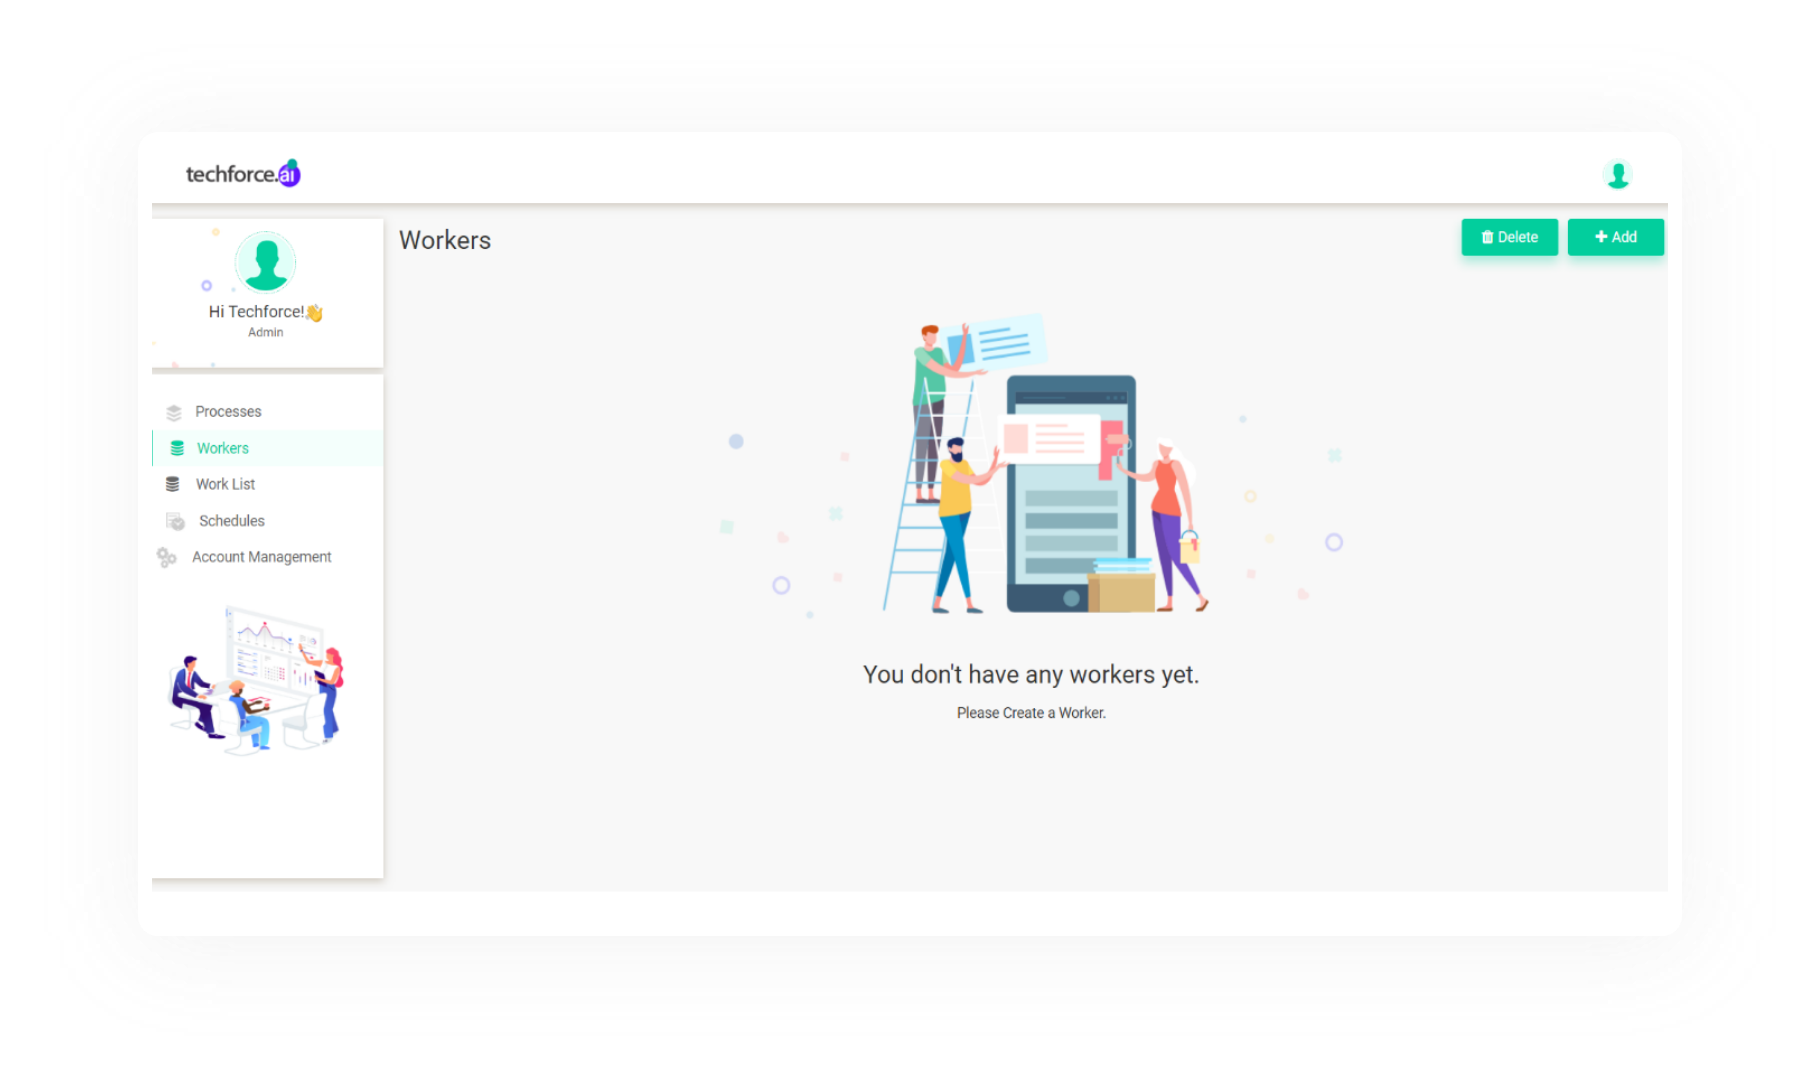 techforce.ai
Hi Techforce!👋
Admin
Processes
Workers
Work List
Schedules
Account Management
Workers
Delete
+ Add
You don't have any workers yet.
Please Create a Worker.